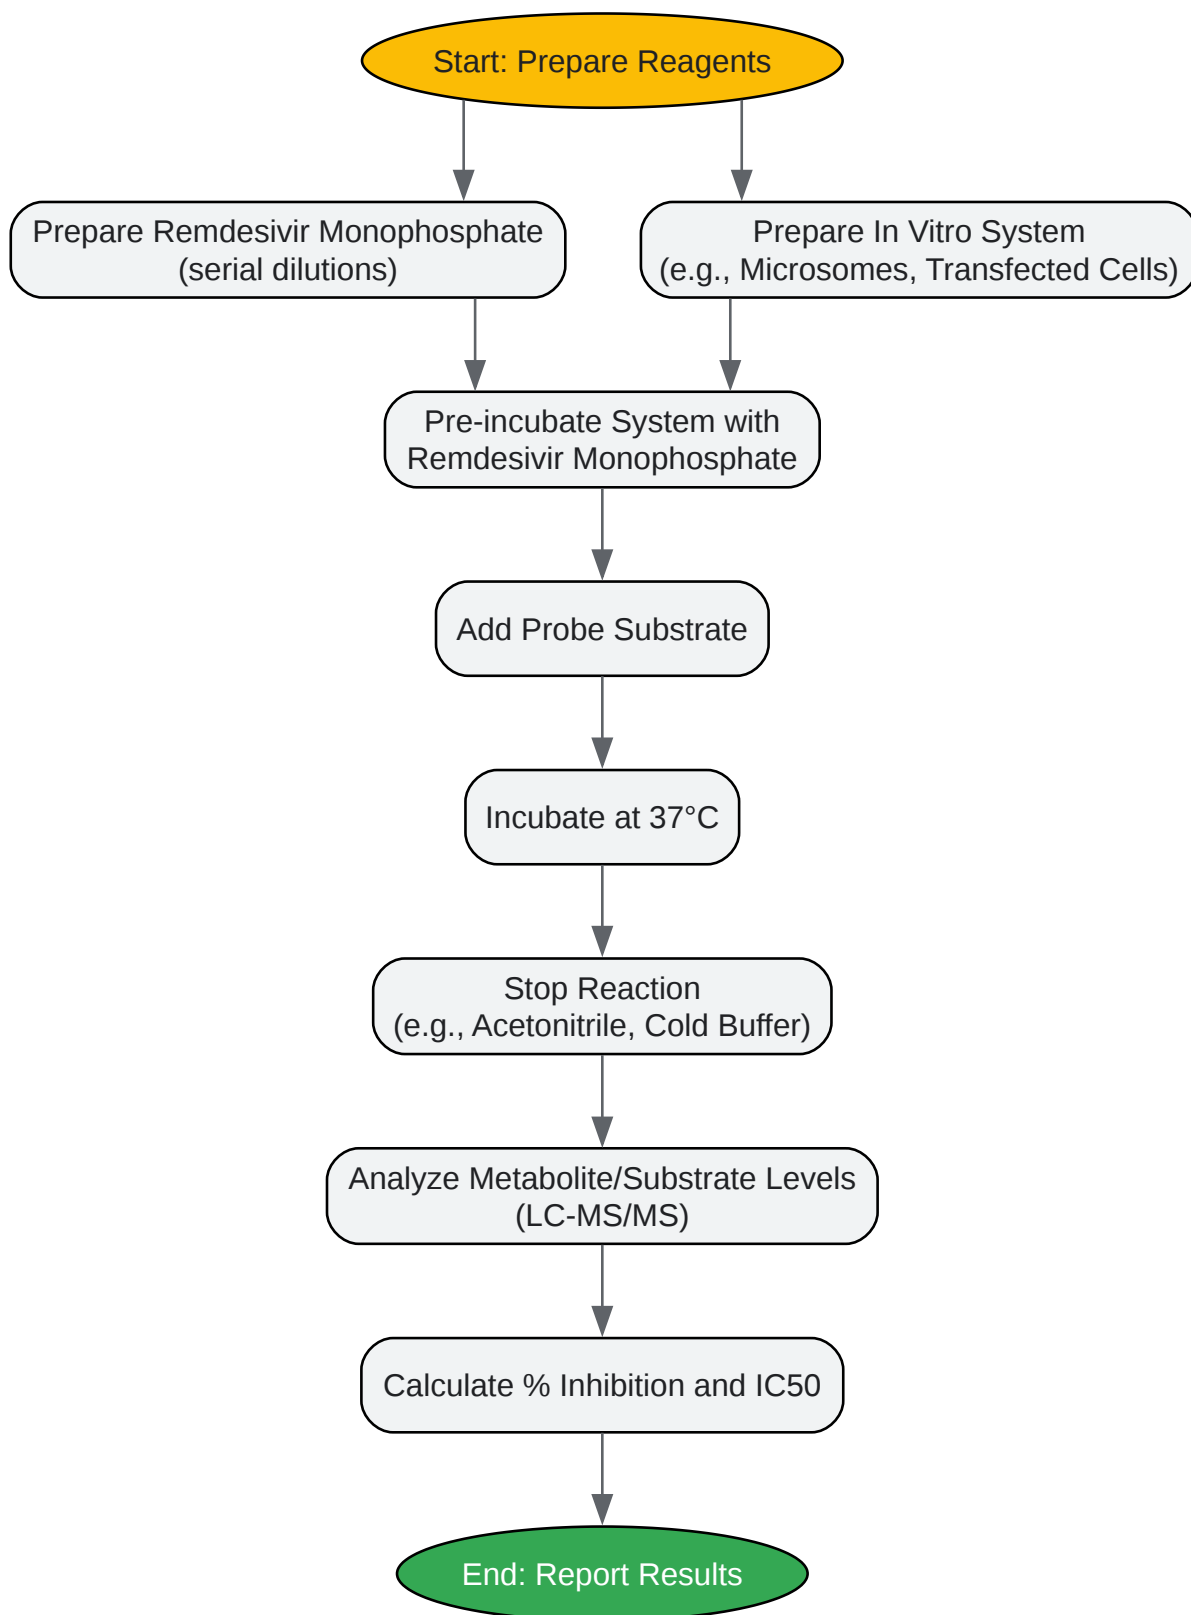 Start: Prepare Reagents
Prepare Remdesivir Monophosphate
(serial dilutions)
Prepare In Vitro System
(e.g., Microsomes, Transfected Cells)
Pre-incubate System with
Remdesivir Monophosphate
Add Probe Substrate
Incubate at 37°C
Stop Reaction
(e.g., Acetonitrile, Cold Buffer)
Analyze Metabolite/Substrate Levels
(LC-MS/MS)
Calculate % Inhibition and IC50
End: Report Results